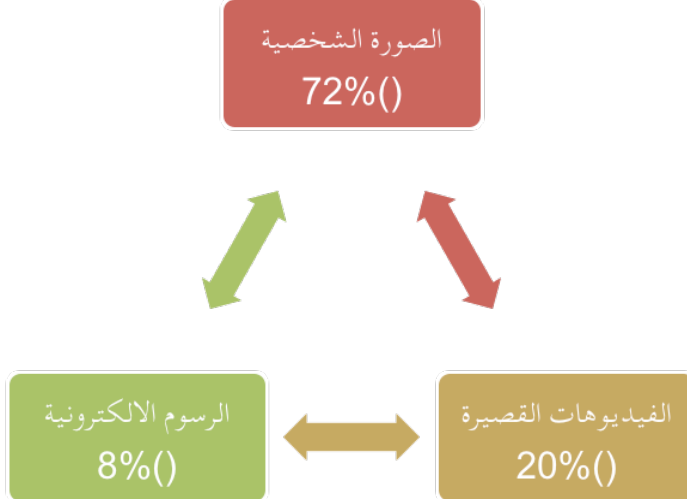 الصورة الشخصية
72%()
الفيديوهات القصيرة
20%()
الرسوم الالكترونية
8%()